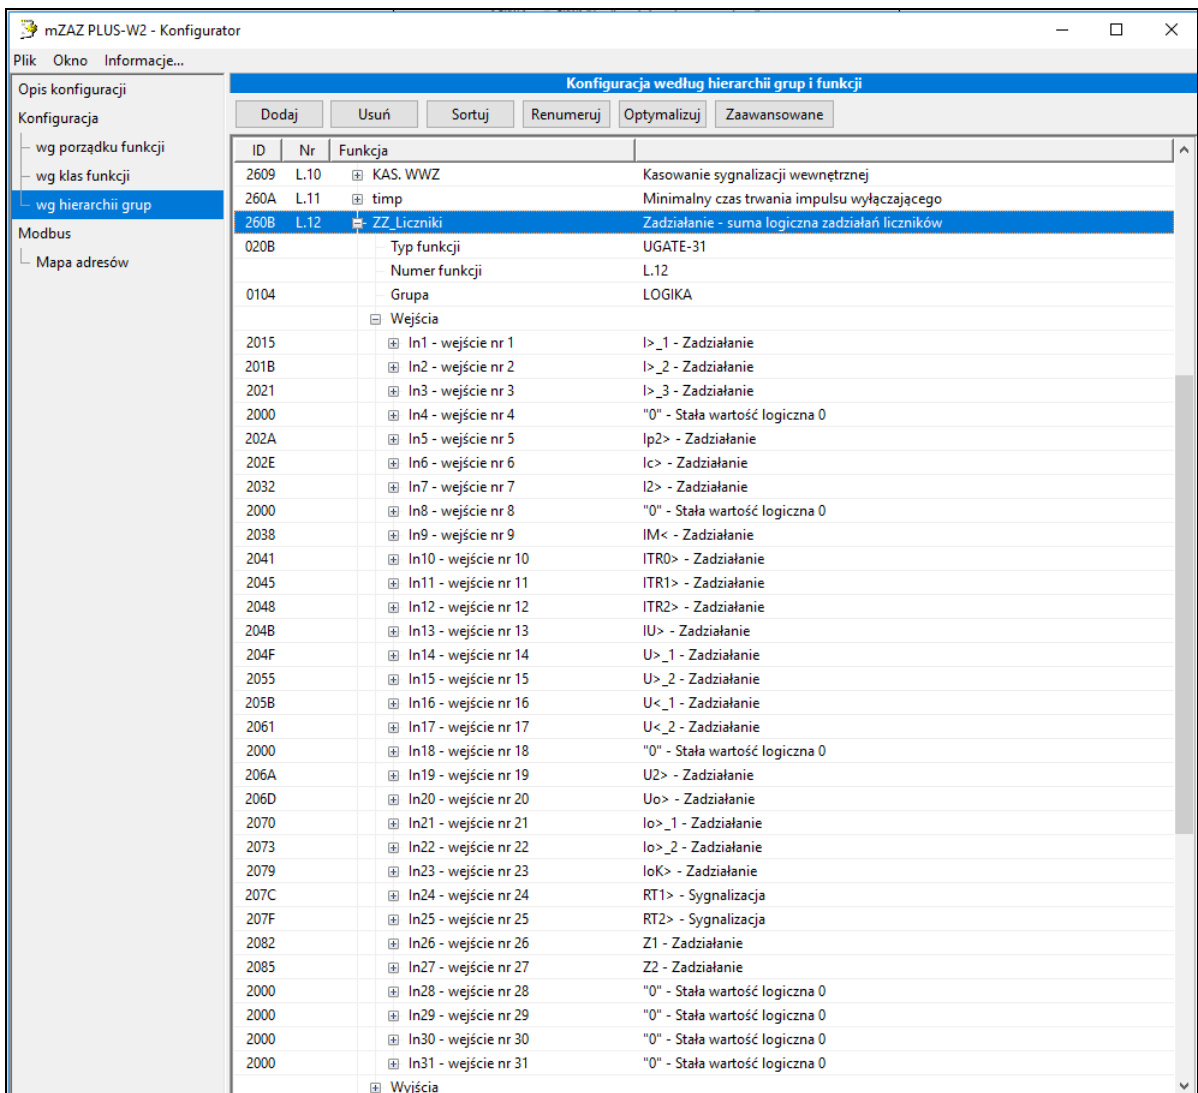 mZAZ PLUS-W2 - Konfigurator
Plik Okno Informacje...
Opis konfiguracji
Konfiguracja
wg porządku funkcji
wg klas funkcji
wg hierarchii grup
Modbus
Mapa adresów
Konfiguracja według hierarchii grup i funkcji
Dodaj Usuń Sortuj Renumeruj Optymalizuj Zaawansowane
ID Nr Funkcja
2609 L.10 KAS. WWZ Kasowanie sygnalizacji wewnętrznej
260A L.11 timp Minimalny czas trwania impulsu wyłączającego
260B L.12 ZZ_Liczniki Zadziałanie - suma logiczna zadziałań liczników
020B Typ funkcji UGATE-31
Numer funkcji L.12
0104 Grupa LOGIKA
Wejścia
2015 In1 - wejście nr 1 I>_1 - Zadziałanie
201B In2 - wejście nr 2 I>_2 - Zadziałanie
2021 In3 - wejście nr 3 I>_3 - Zadziałanie
2000 In4 - wejście nr 4 "0" - Stała wartość logiczna 0
202A In5 - wejście nr 5 Ip2> - Zadziałanie
202E In6 - wejście nr 6 Ic> - Zadziałanie
2032 In7 - wejście nr 7 I2> - Zadziałanie
2000 In8 - wejście nr 8 "0" - Stała wartość logiczna 0
2038 In9 - wejście nr 9 IM< - Zadziałanie
2041 In10 - wejście nr 10 ITR0> - Zadziałanie
2045 In11 - wejście nr 11 ITR1> - Zadziałanie
2048 In12 - wejście nr 12 ITR2> - Zadziałanie
204B In13 - wejście nr 13 IU> - Zadziałanie
204F In14 - wejście nr 14 U>_1 - Zadziałanie
2055 In15 - wejście nr 15 U>_2 - Zadziałanie
205B In16 - wejście nr 16 U<_1 - Zadziałanie
2061 In17 - wejście nr 17 U<_2 - Zadziałanie
2000 In18 - wejście nr 18 "0" - Stała wartość logiczna 0
206A In19 - wejście nr 19 U2> - Zadziałanie
206D In20 - wejście nr 20 Uo> - Zadziałanie
2070 In21 - wejście nr 21 Io>_1 - Zadziałanie
2073 In22 - wejście nr 22 Io>_2 - Zadziałanie
2079 In23 - wejście nr 23 IoK> - Zadziałanie
207C In24 - wejście nr 24 RT1> - Sygnalizacja
207F In25 - wejście nr 25 RT2> - Sygnalizacja
2082 In26 - wejście nr 26 Z1 - Zadziałanie
2085 In27 - wejście nr 27 Z2 - Zadziałanie
2000 In28 - wejście nr 28 "0" - Stała wartość logiczna 0
2000 In29 - wejście nr 29 "0" - Stała wartość logiczna 0
2000 In30 - wejście nr 30 "0" - Stała wartość logiczna 0
2000 In31 - wejście nr 31 "0" - Stała wartość logiczna 0
Wyjścia